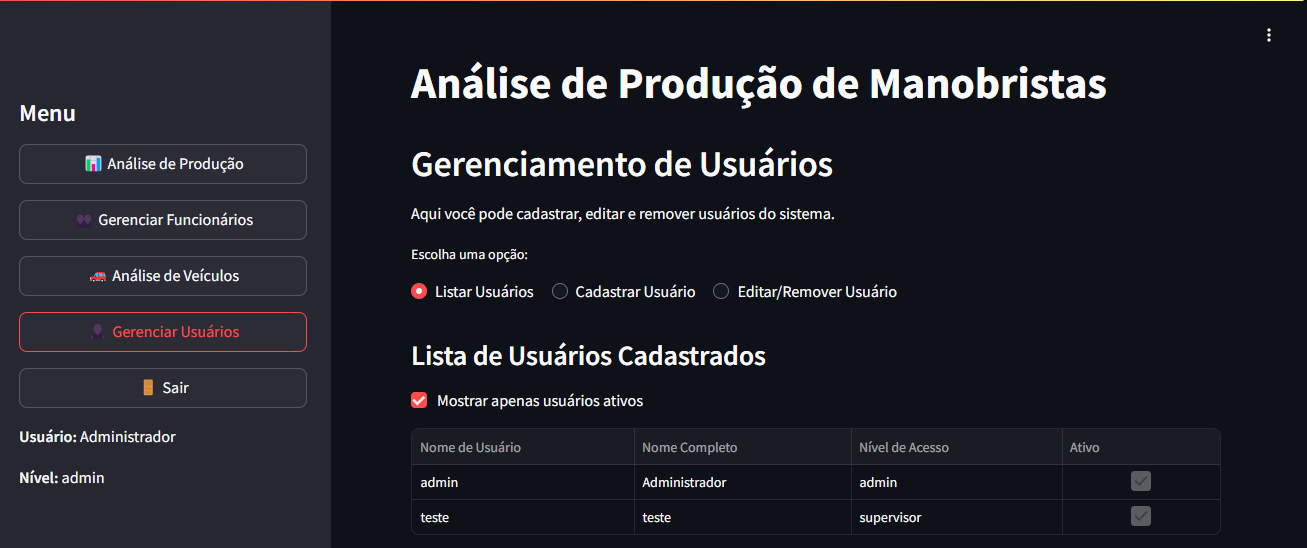 Menu
Análise de Produção
Gerenciar Funcionários
Análise de Veículos
Gerenciar Usuários
Sair
Usuário: Administrador
Nível: admin
Análise de Produção de Manobristas
Gerenciamento de Usuários
Aqui você pode cadastrar, editar e remover usuários do sistema.
Escolha uma opção:
Listar Usuários Cadastrar Usuário Editar/Remover Usuário
Lista de Usuários Cadastrados
Mostrar apenas usuários ativos
Nome de Usuário Nome Completo Nível de Acesso Ativo
admin Administrador admin
teste teste supervisor